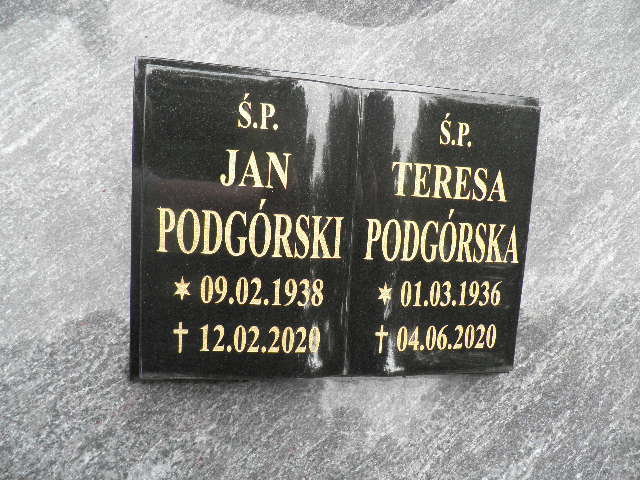 Ś.P.
JAN
PODGÓRSKI
* 09.02.1938
† 12.02.2020
Ś.P.
TERESA
PODGÓRSKA
* 01.03.1936
† 04.06.2020